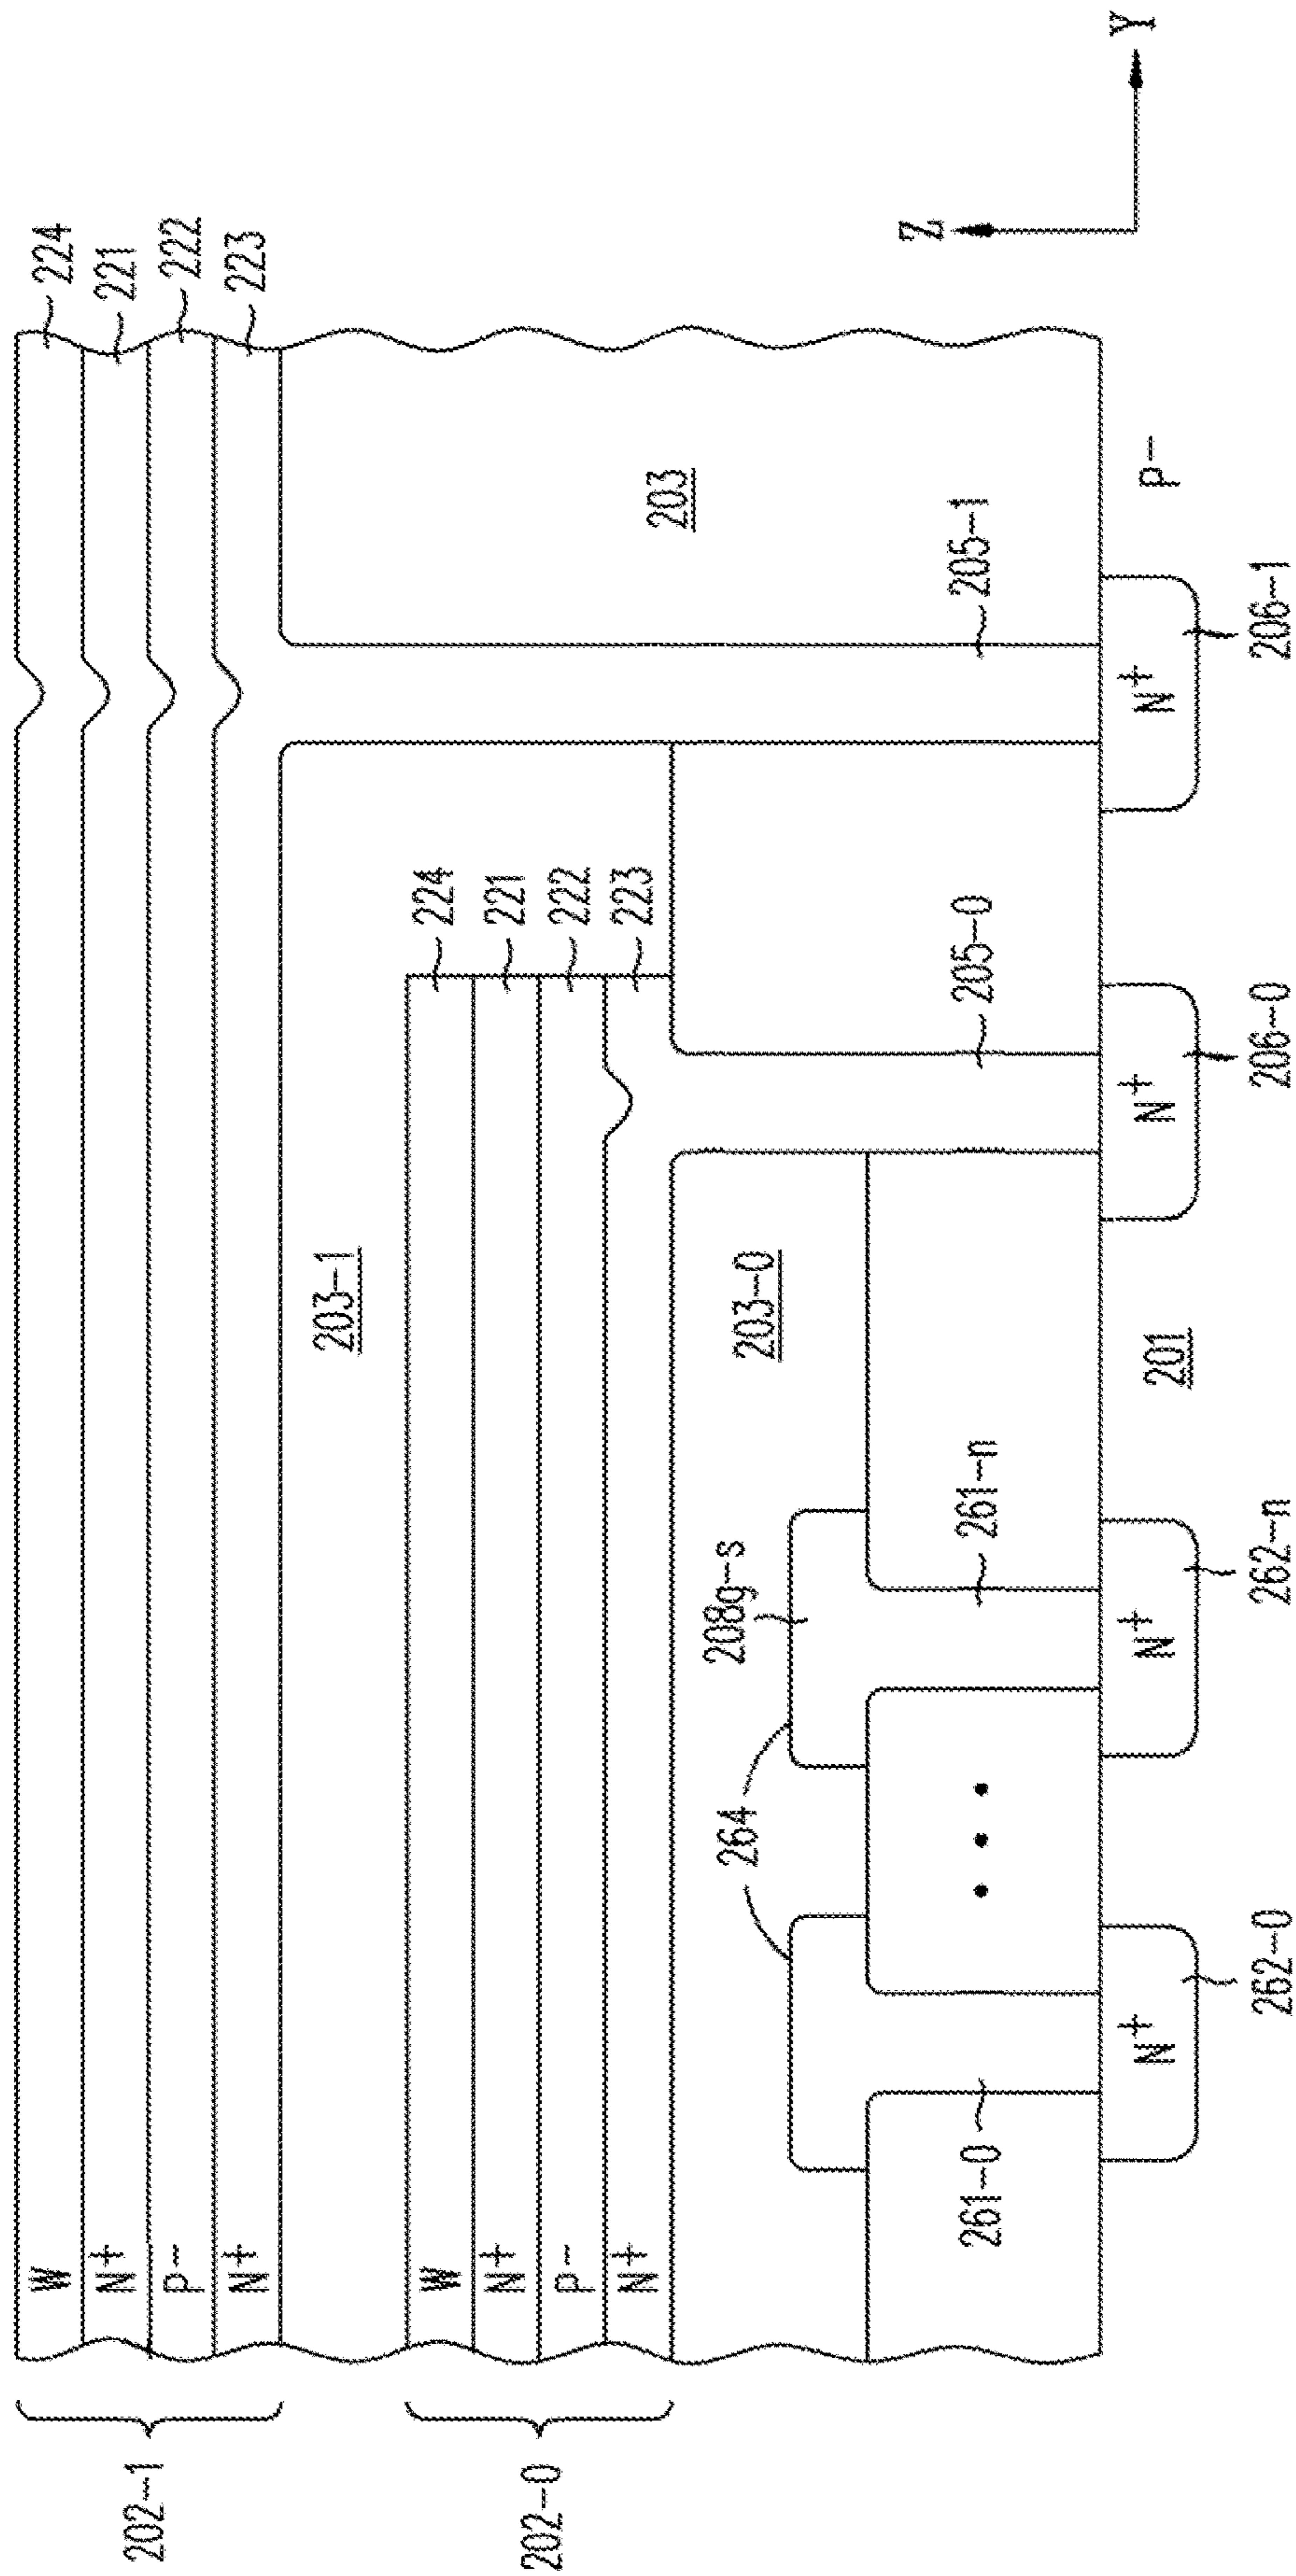 224
221
222
223
W
N+
P-
N+
202-1
203-1
203
224
221
222
223
W
N+
P-
N+
202-0
203-0
208g-s
264
261-0
261-n
205-0
205-1
N+
N+
N+
N+
P-
201
262-0
262-n
206-0
206-1
Z
Y